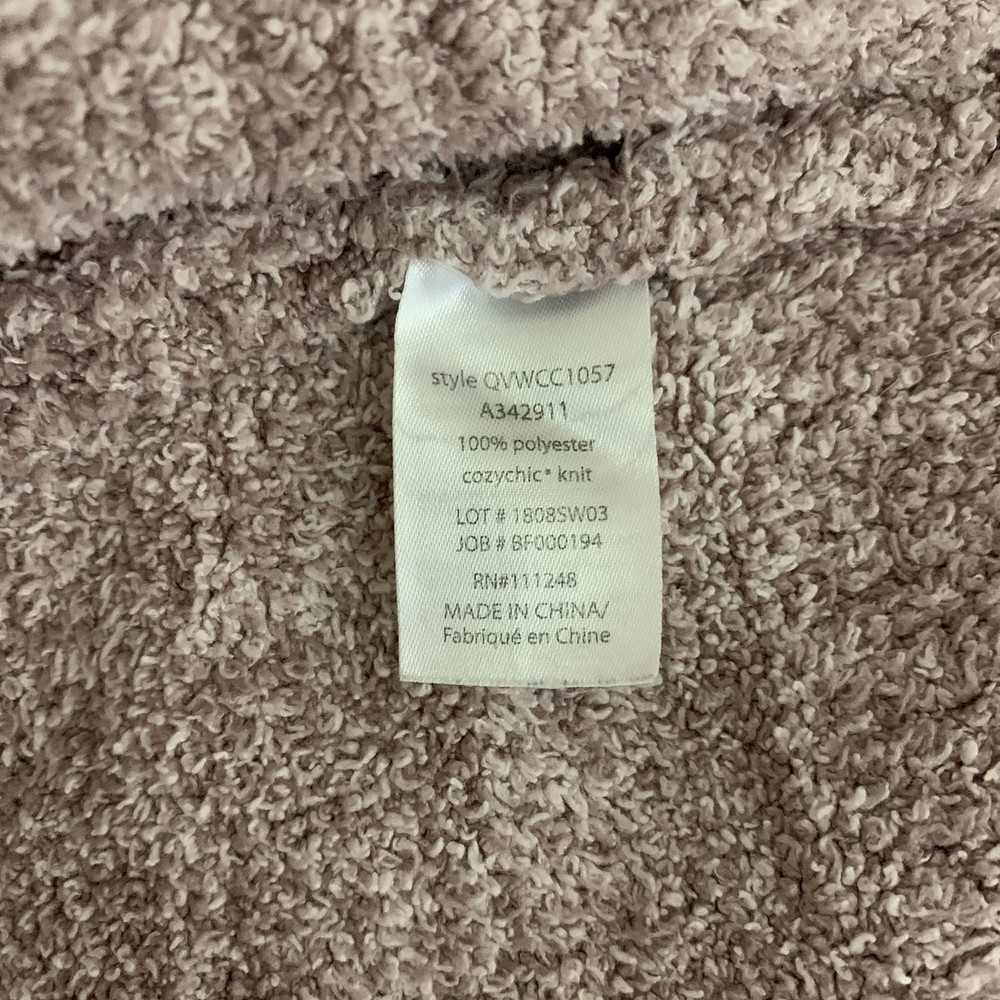 style QVWCC1057
A342911
100% polyester
cozychic® knit
LOT # 1808SW03
JOB # BF000194
RN#111248
MADE IN CHINA/
Fabriqué en Chine